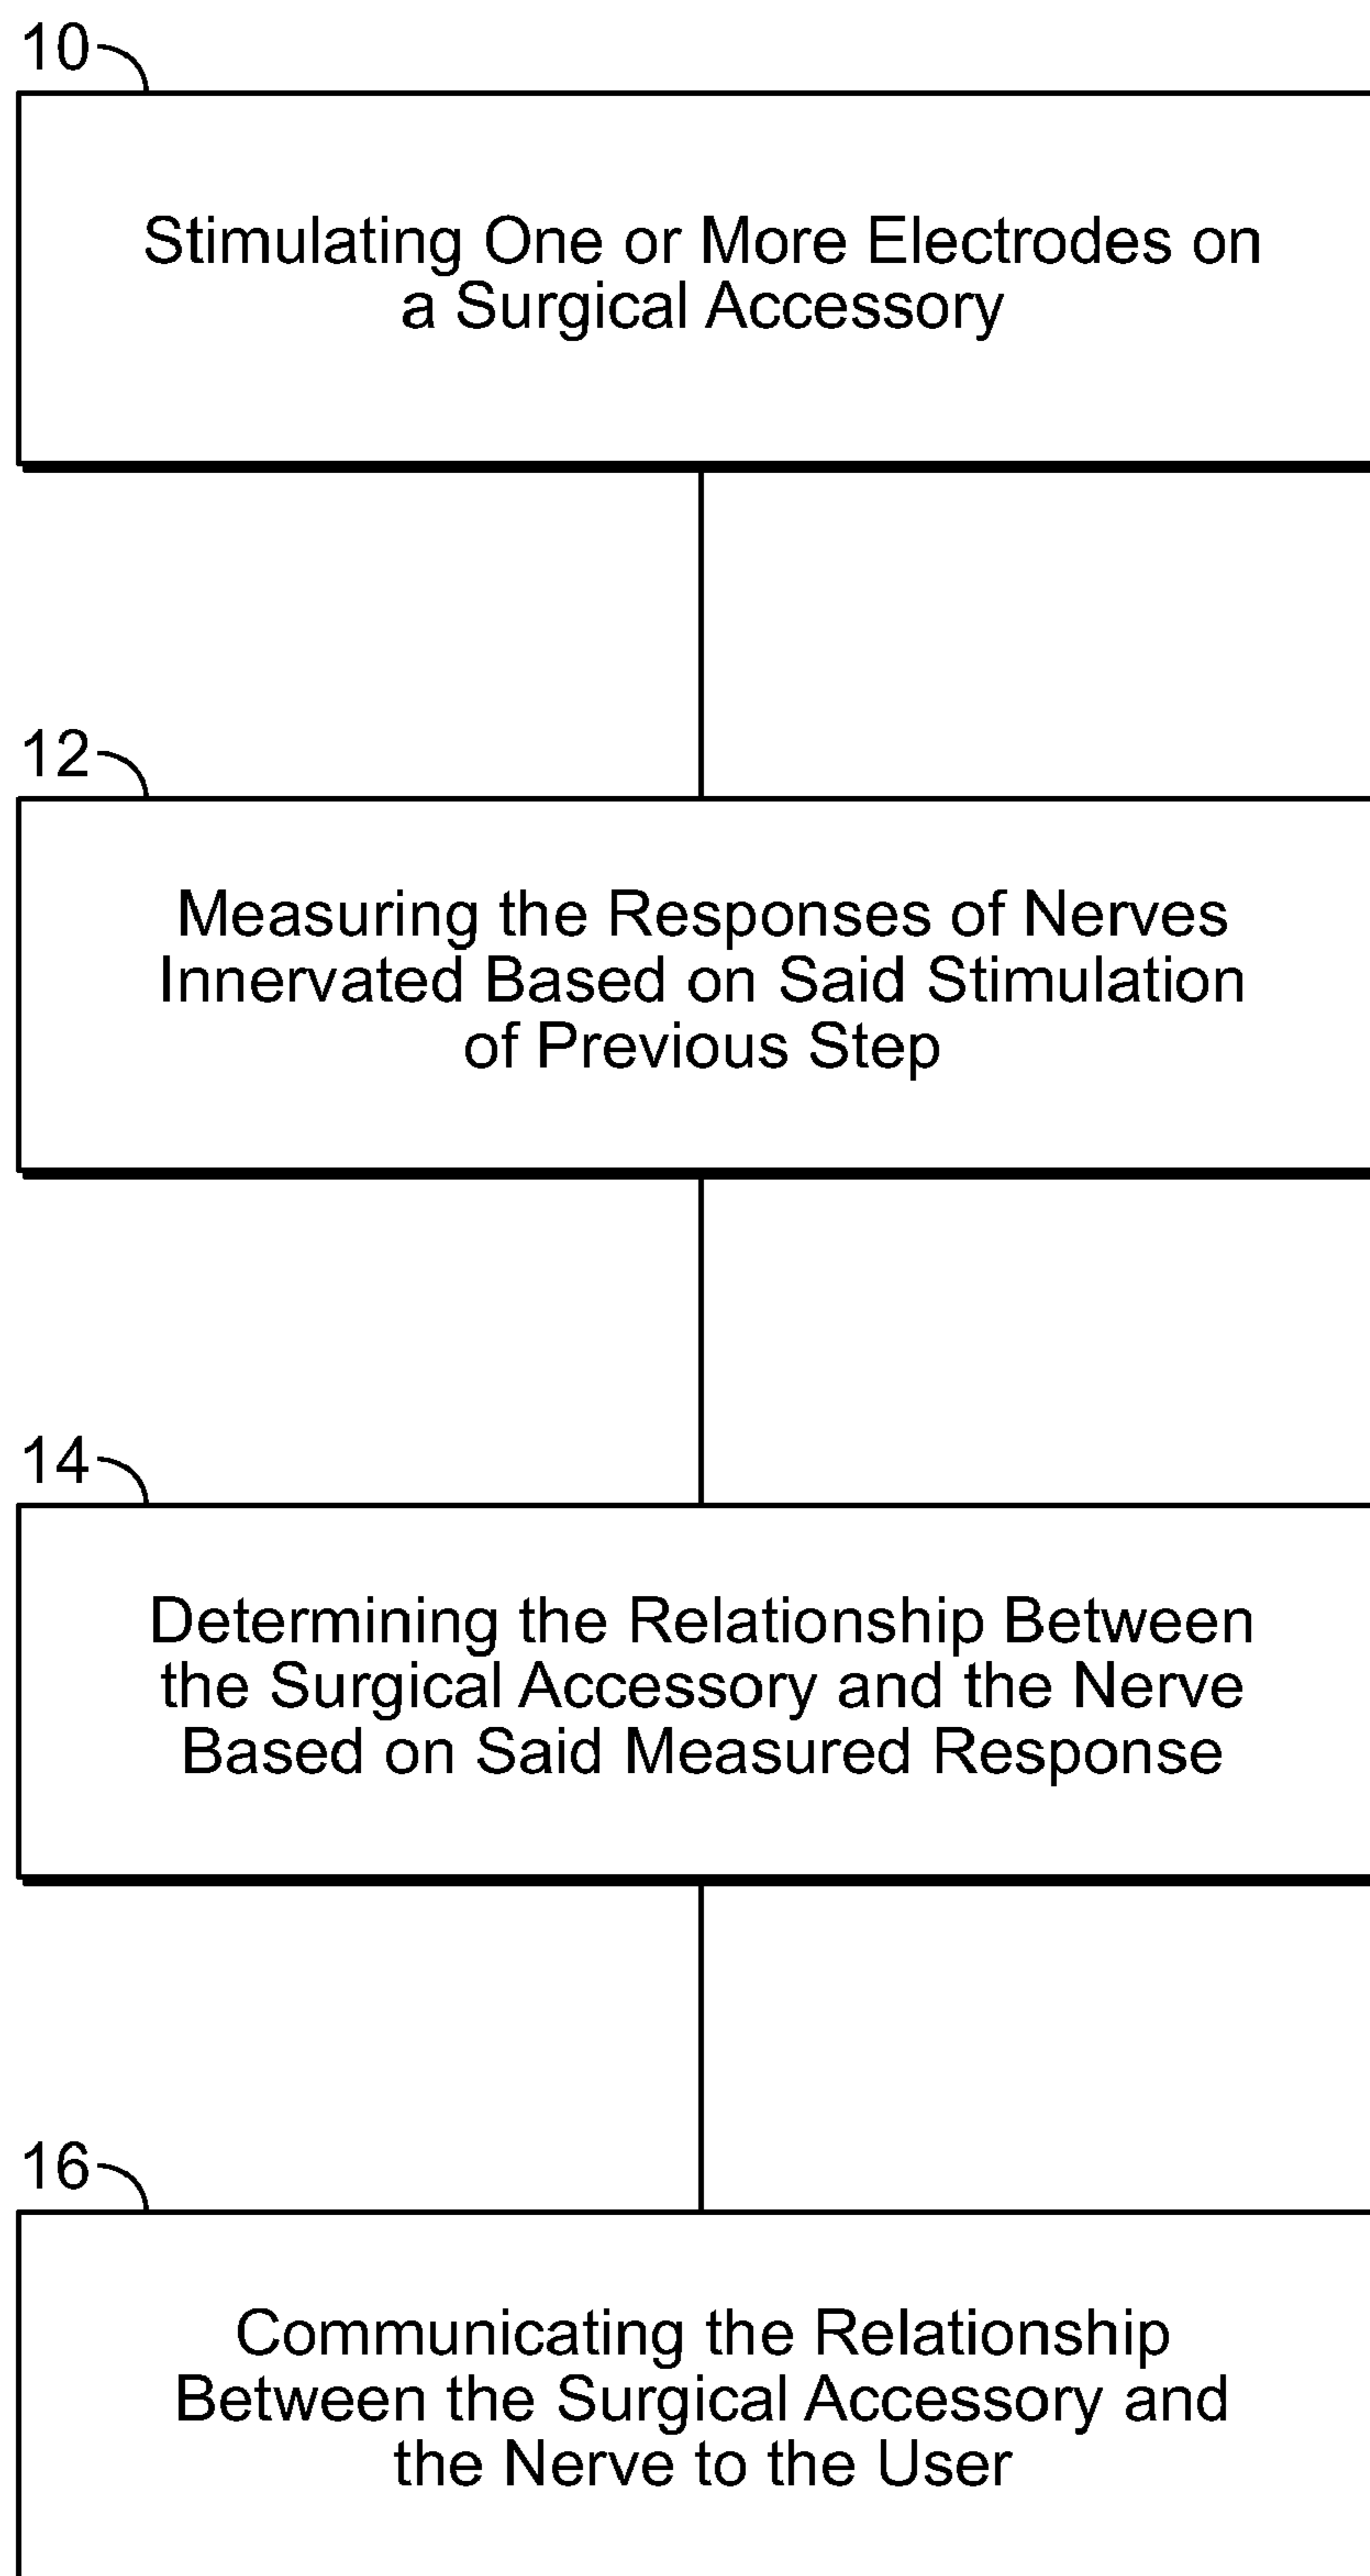 10
Stimulating One or More Electrodes on
a Surgical Accessory
12
Measuring the Responses of Nerves
Innervated Based on Said Stimulation
of Previous Step
14
Determining the Relationship Between
the Surgical Accessory and the Nerve
Based on Said Measured Response
16
Communicating the Relationship
Between the Surgical Accessory and
the Nerve to the User